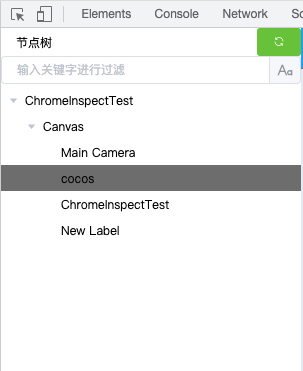 Elements Console Network
节点树
输入关键字进行过滤 Aa
ChromeInspectTest
Canvas
Main Camera
cocos
ChromeInspectTest
New Label